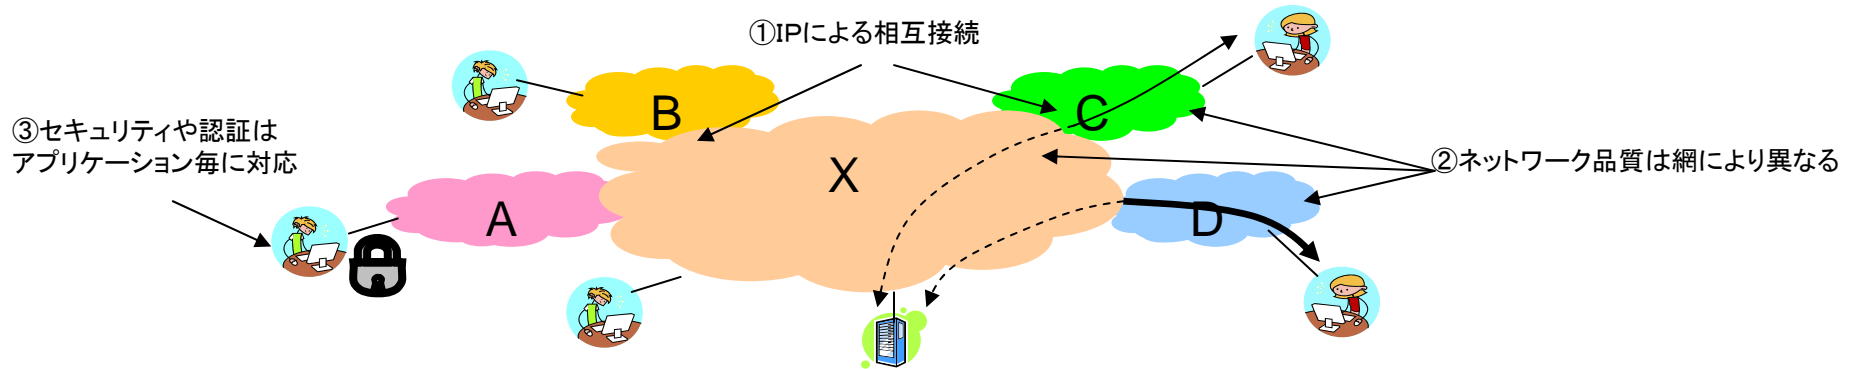 ①IPによる相互接続
B
C
③セキュリティや認証は
アプリケーション毎に対応
X
②ネットワーク品質は網により異なる
A
D